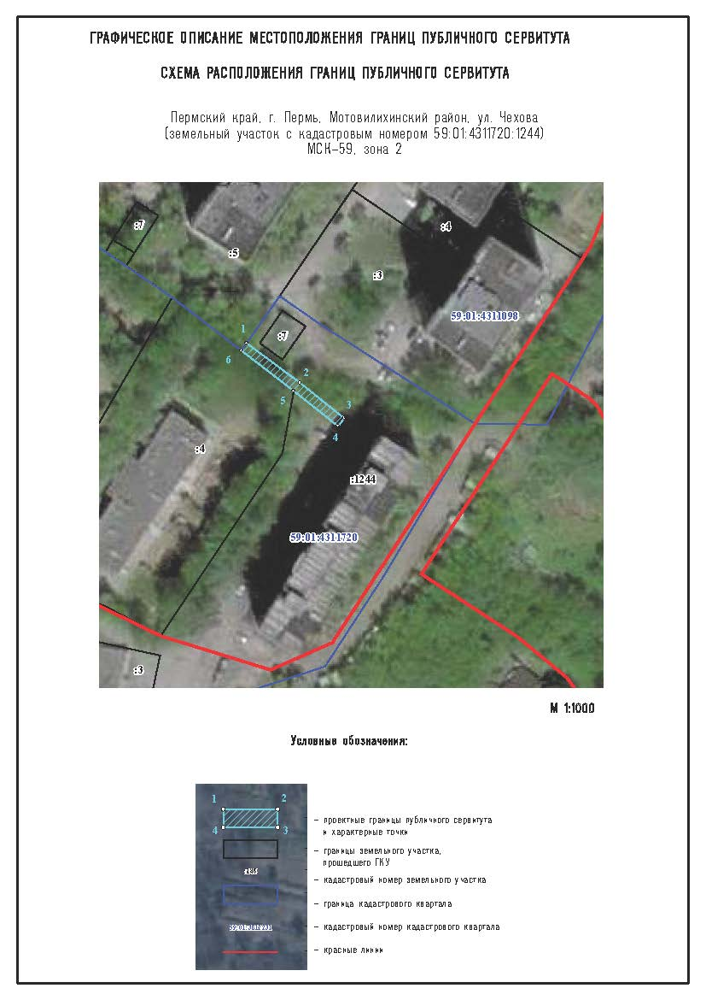 ГРАФИЧЕСКОЕ ОПИСАНИЕ МЕСТОПОЛОЖЕНИЯ ГРАНИЦ ПУБЛИЧНОГО СЕРВИТУТА
СХЕМА РАСПОЛОЖЕНИЯ ГРАНИЦ ПУБЛИЧНОГО СЕРВИТУТА
Пермский край, г. Пермь, Мотовилихинский район, ул. Чехова
(земельный участок с кадастровым номером 59:01:4311720:1244)
МСК-59, зона 2
:7
:4
:5
:3
59:01:4311098
1
:7
6
2
5
3
4
:4
:1244
59:01:4311720
:3
М 1:1000
Условные обозначения:
1 2
4 3
– проектные границы публичного сервитута
и характерные точки
– границы земельного участка,
прошедшего ГКУ
– кадастровый номер земельного участка
– граница кадастрового квартала
– кадастровый номер кадастрового квартала
– красные линии